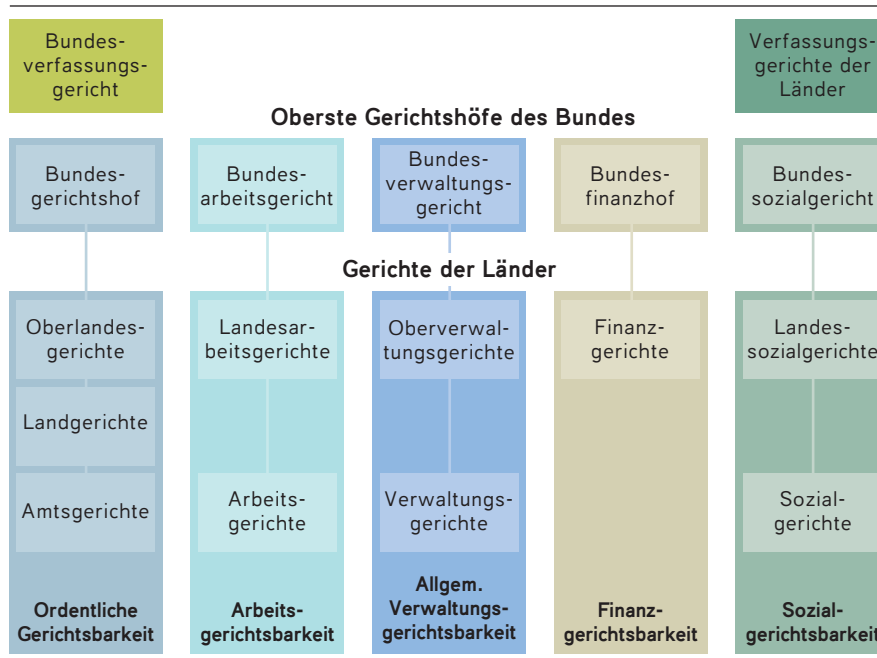 Bundes-
verfassungs-
gericht
Verfassungs-
gerichte der
Länder
Oberste Gerichtshöfe des Bundes
Bundes-
gerichtshof
Bundes-
arbeitsgericht
Bundes-
verwaltungs-
gericht
Bundes-
finanzhof
Bundes-
sozialgericht
Gerichte der Länder
Oberlandes-
gerichte
Landesar-
beitsgerichte
Oberverwal-
tungsgerichte
Finanz-
gerichte
Landes-
sozialgerichte
Landgerichte
Amtsgerichte
Arbeits-
gerichte
Verwaltungs-
gerichte
Sozial-
gerichte
Ordentliche
Gerichtsbarkeit
Arbeits-
gerichtsbarkeit
Allgem.
Verwaltungs-
gerichtsbarkeit
Finanz-
gerichtsbarkeit
Sozial-
gerichtsbarkeit